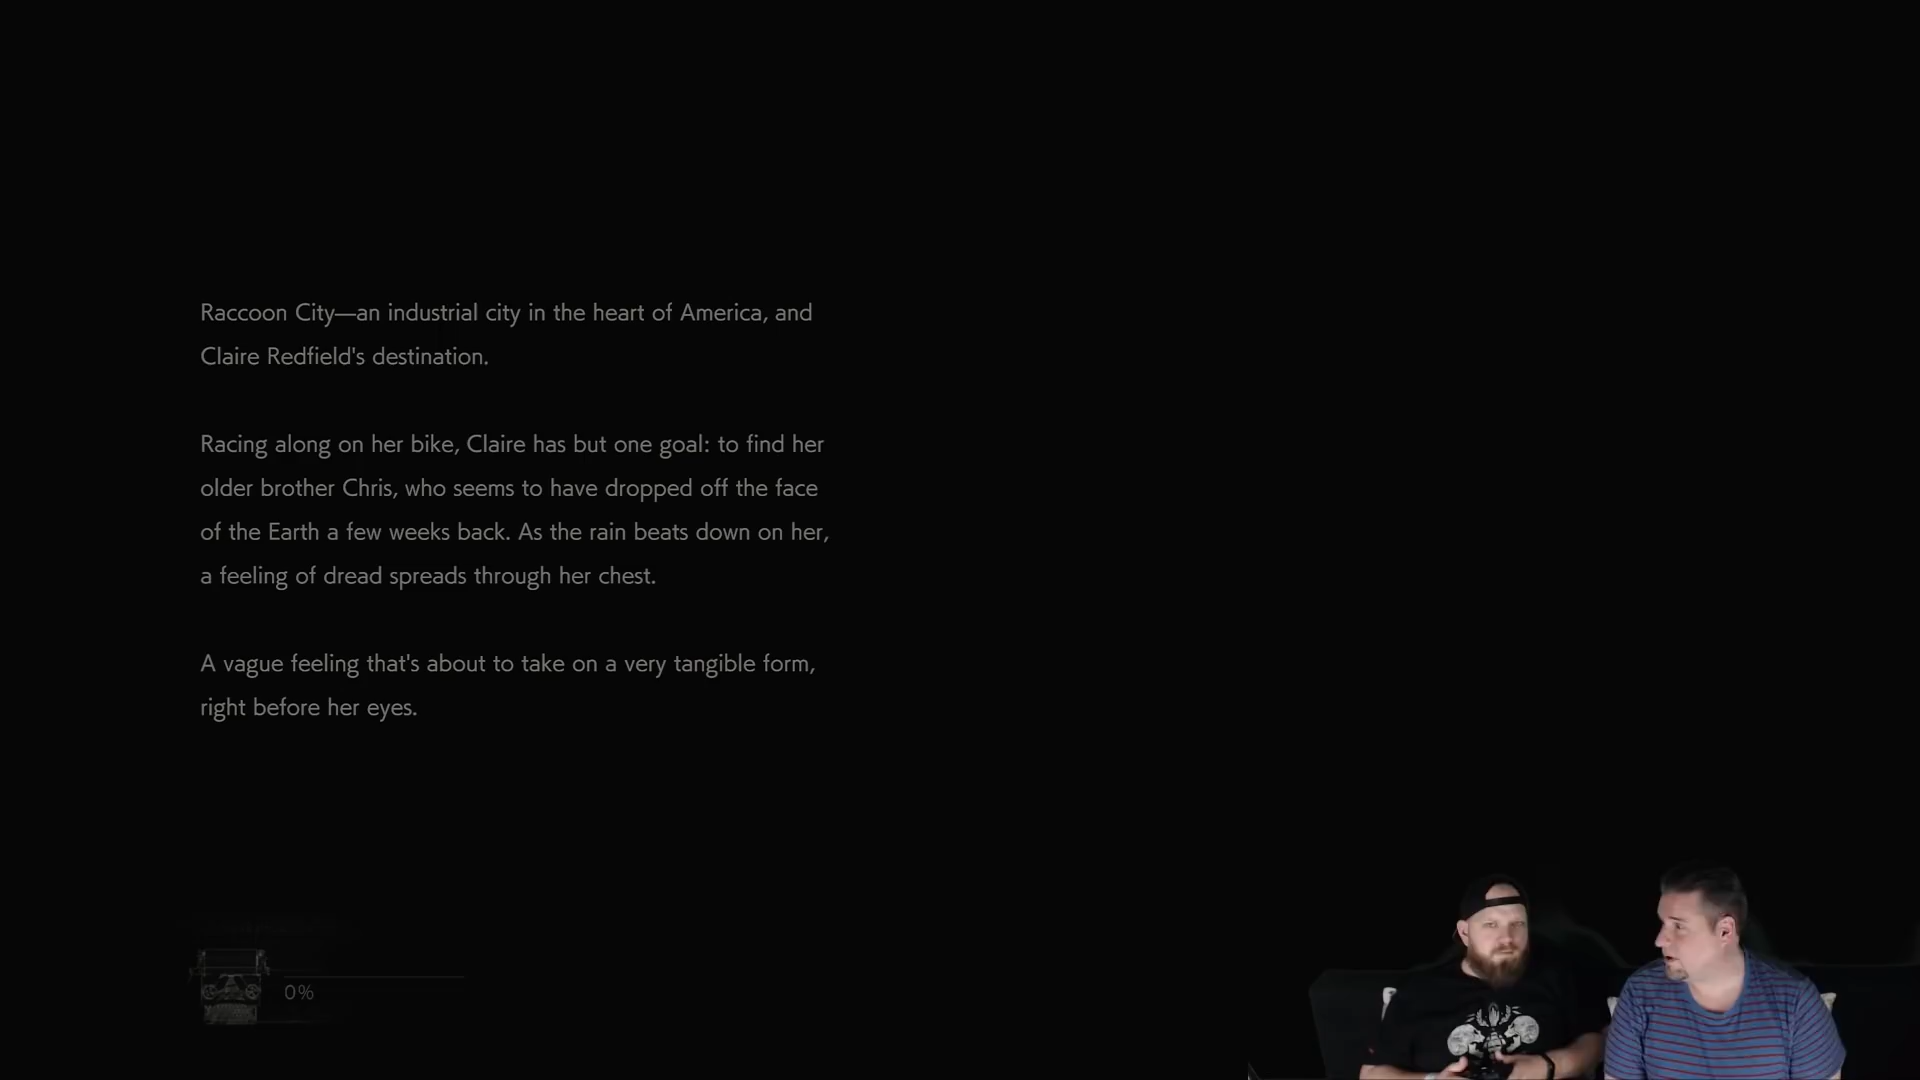 Raccoon City—an industrial city in the heart of America, and
Claire Redfield's destination.
Racing along on her bike, Claire has but one goal: to find her
older brother Chris, who seems to have dropped off the face
of the Earth a few weeks back. As the rain beats down on her,
a feeling of dread spreads through her chest.
A vague feeling that's about to take on a very tangible form,
right before her eyes.
0%